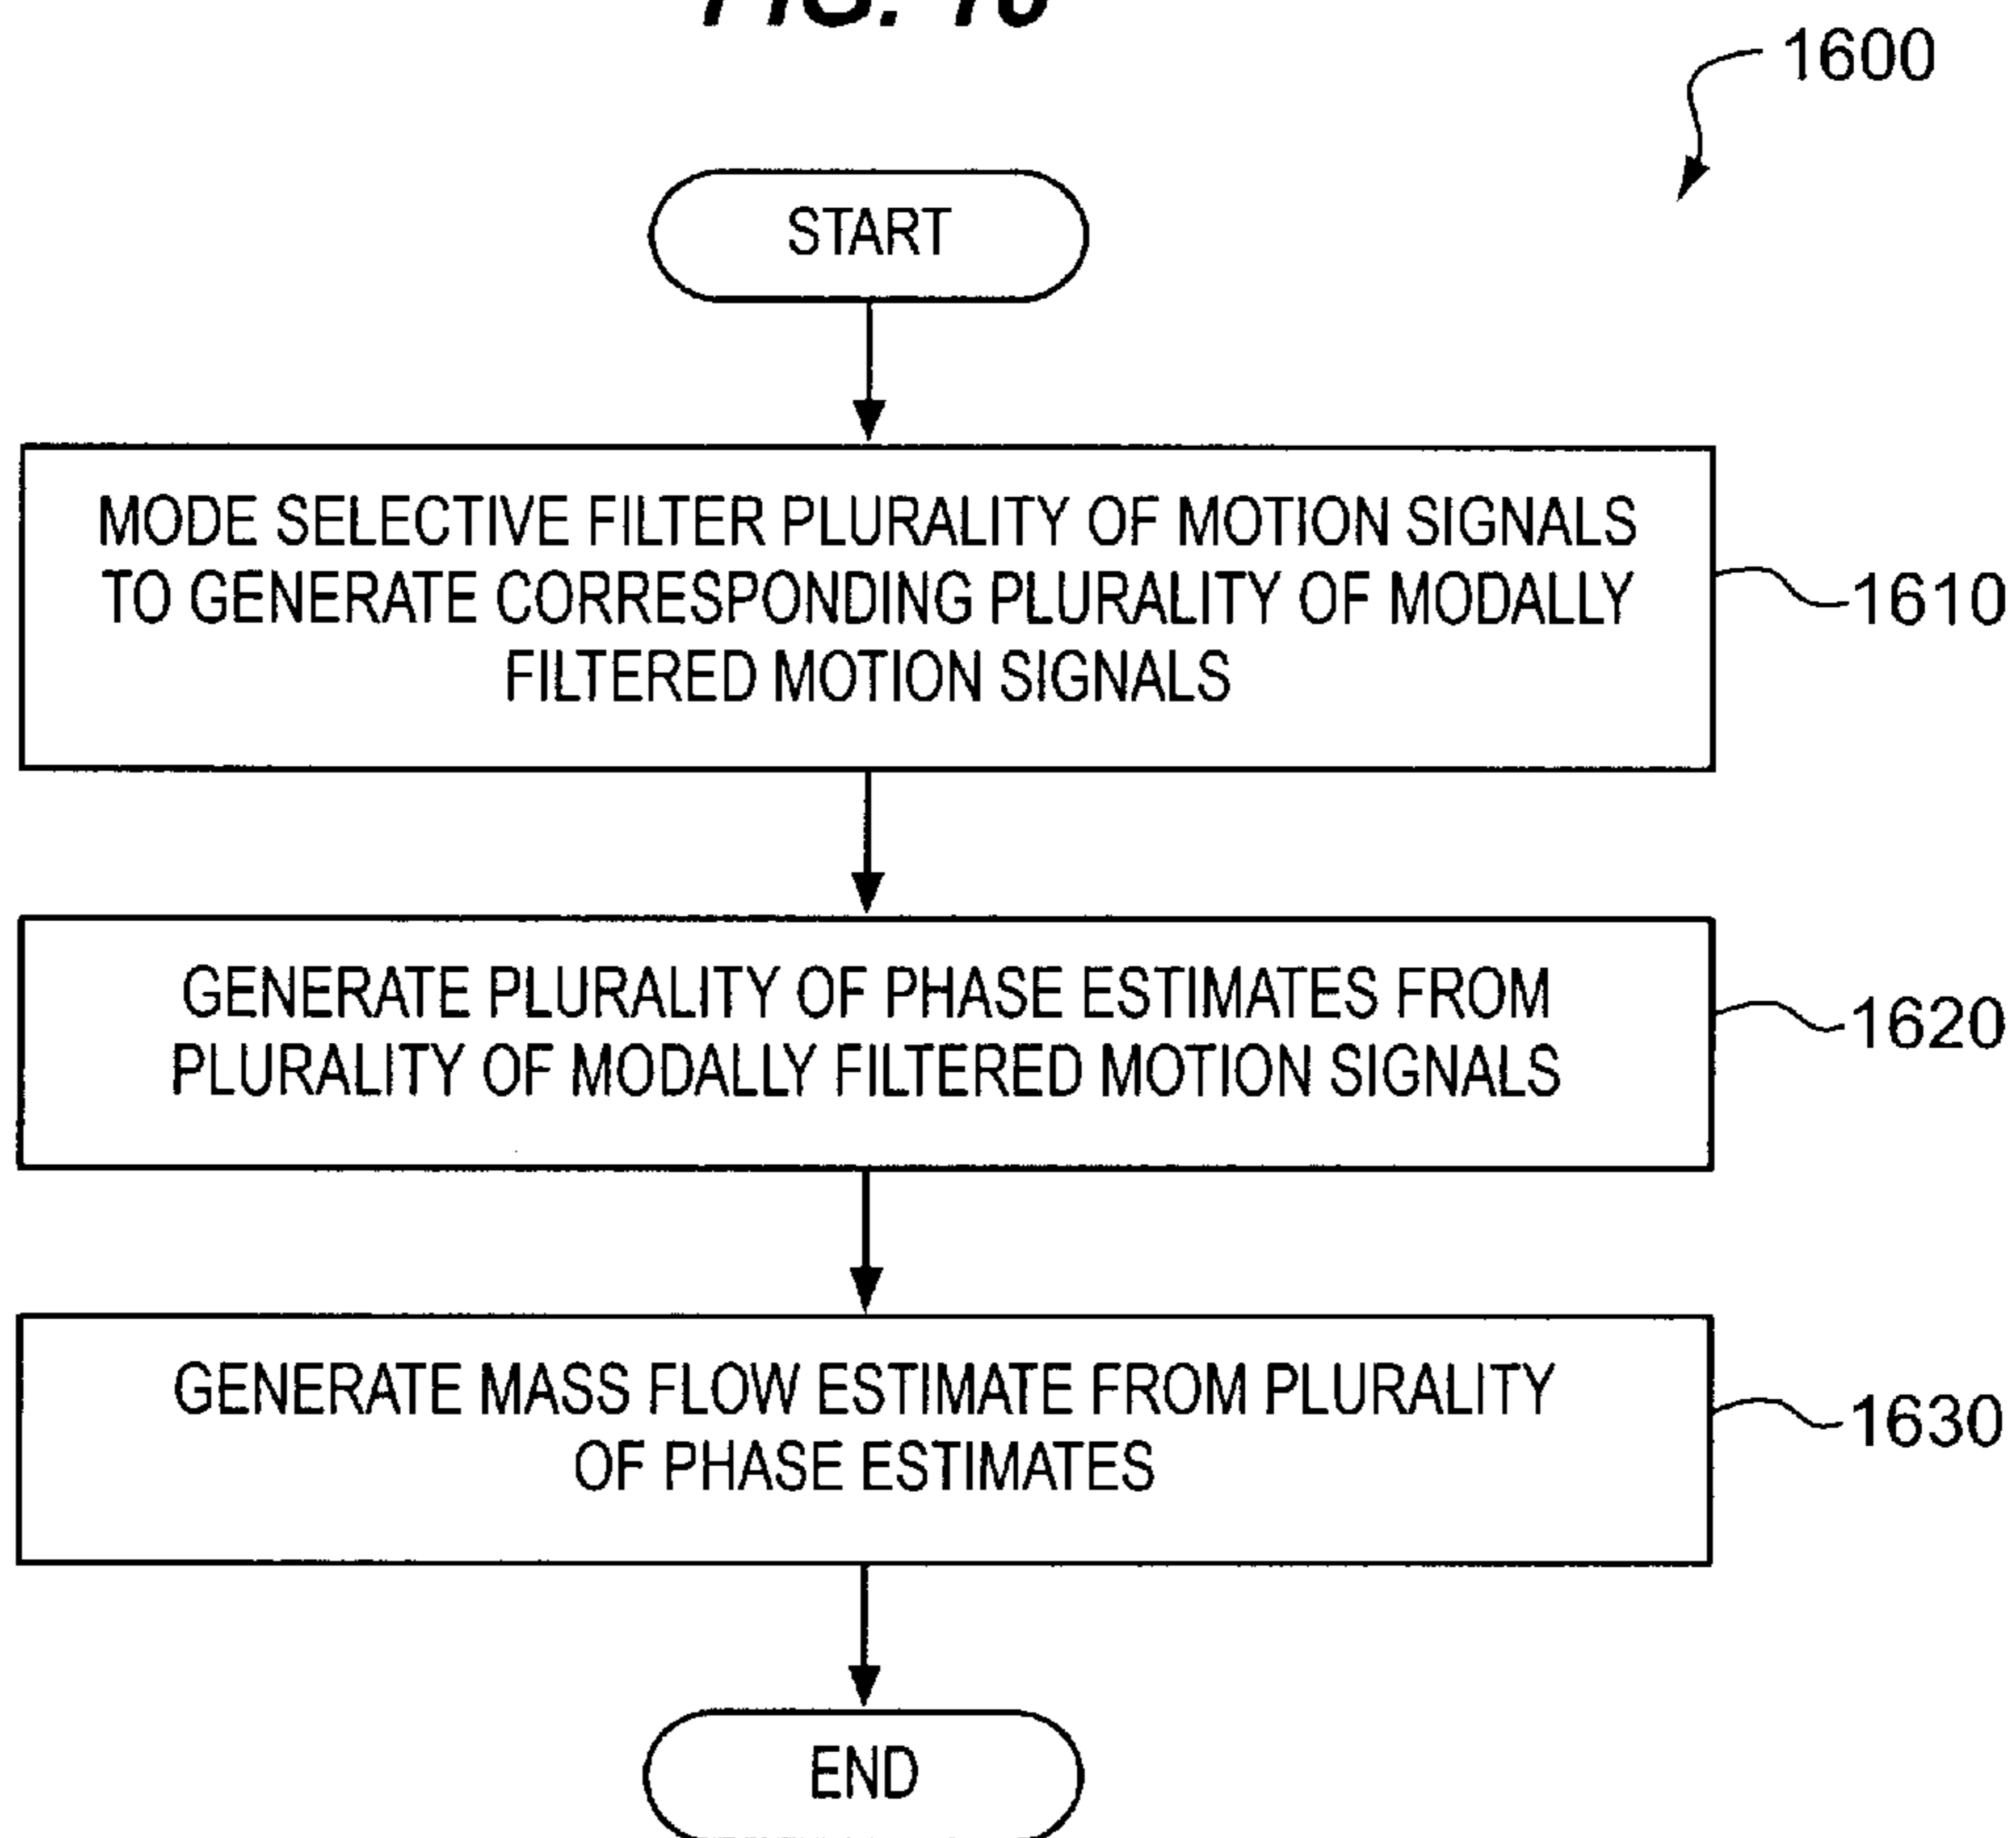 1600
START
MODE SELECTIVE FILTER PLURALITY OF MOTION SIGNALS
TO GENERATE CORRESPONDING PLURALITY OF MODALLY
FILTERED MOTION SIGNALS
1610
GENERATE PLURALITY OF PHASE ESTIMATES FROM
PLURALITY OF MODALLY FILTERED MOTION SIGNALS
1620
GENERATE MASS FLOW ESTIMATE FROM PLURALITY
OF PHASE ESTIMATES
1630
END